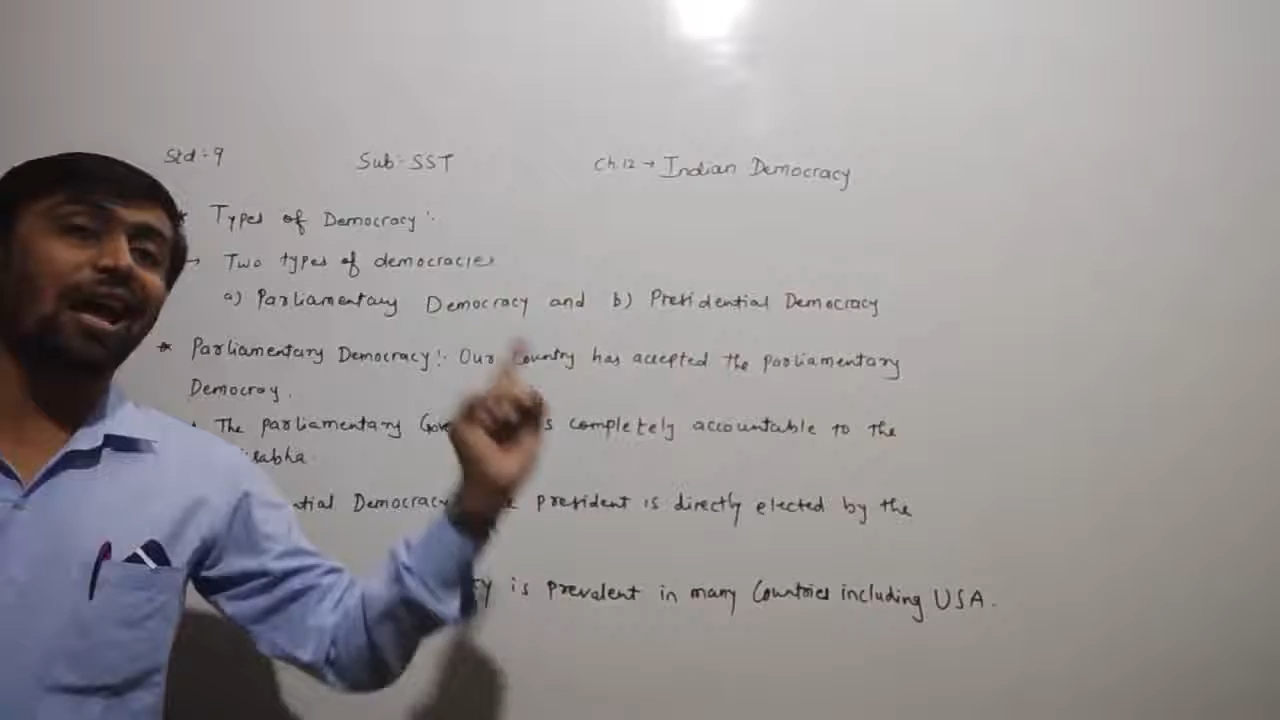 Std:-9 Sub:-SST Ch.12 → Indian Democracy
* Types of Democracy:-
→ Two types of democracies
a) Parliamentary Democracy and b) Presidential Democracy
* Parliamentary Democracy:- Our Country has accepted the parliamentary
Democray.
The parliamentary completely accountable to the
Democracy president is directly elected by the
is prevalent in many Countries including USA.